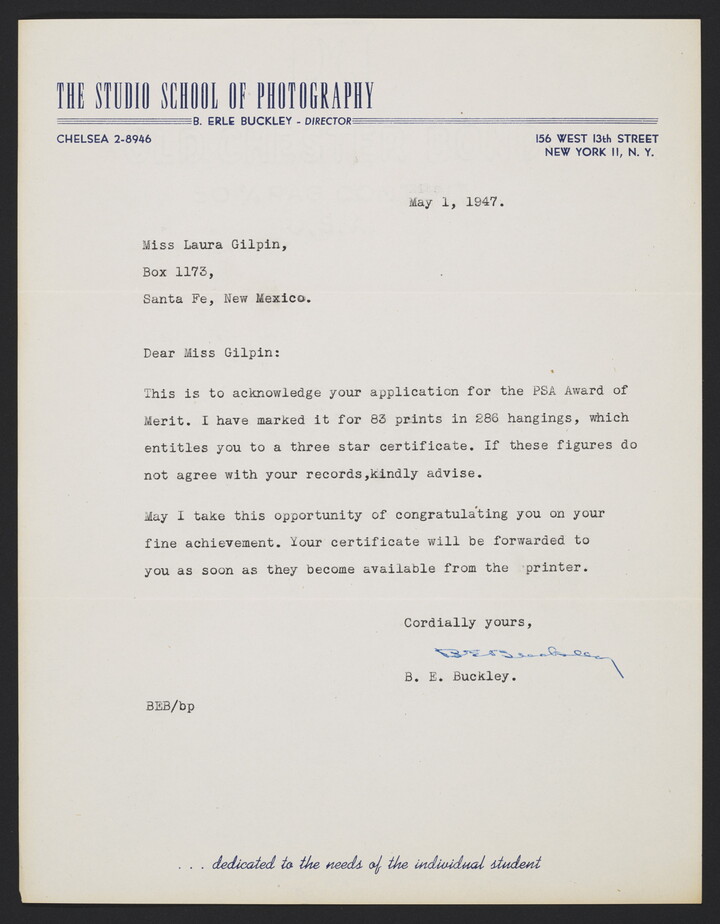 THE STUDIO SCHOOL OF PHOTOGRAPHY
B. ERLE BUCKLEY - DIRECTOR
CHELSEA 2-8946
156 WEST 13th STREET
NEW YORK 11, N. Y.
May 1, 1947.
Miss Laura Gilpin,
Box 1173,
Santa Fe, New Mexico.
Dear Miss Gilpin:
This is to acknowledge your application for the PSA Award of
Merit. I have marked it for 83 prints in 286 hangings, which
entitles you to a three star certificate. If these figures do
not agree with your records,kindly advise.
May I take this opportunity of congratulating you on your
fine achievement. Your certificate will be forwarded to
you as soon as they become available from the printer.
Cordially yours,
B E Buckley
B. E. Buckley.
BEB/bp
. . . dedicated to the needs of the individual student